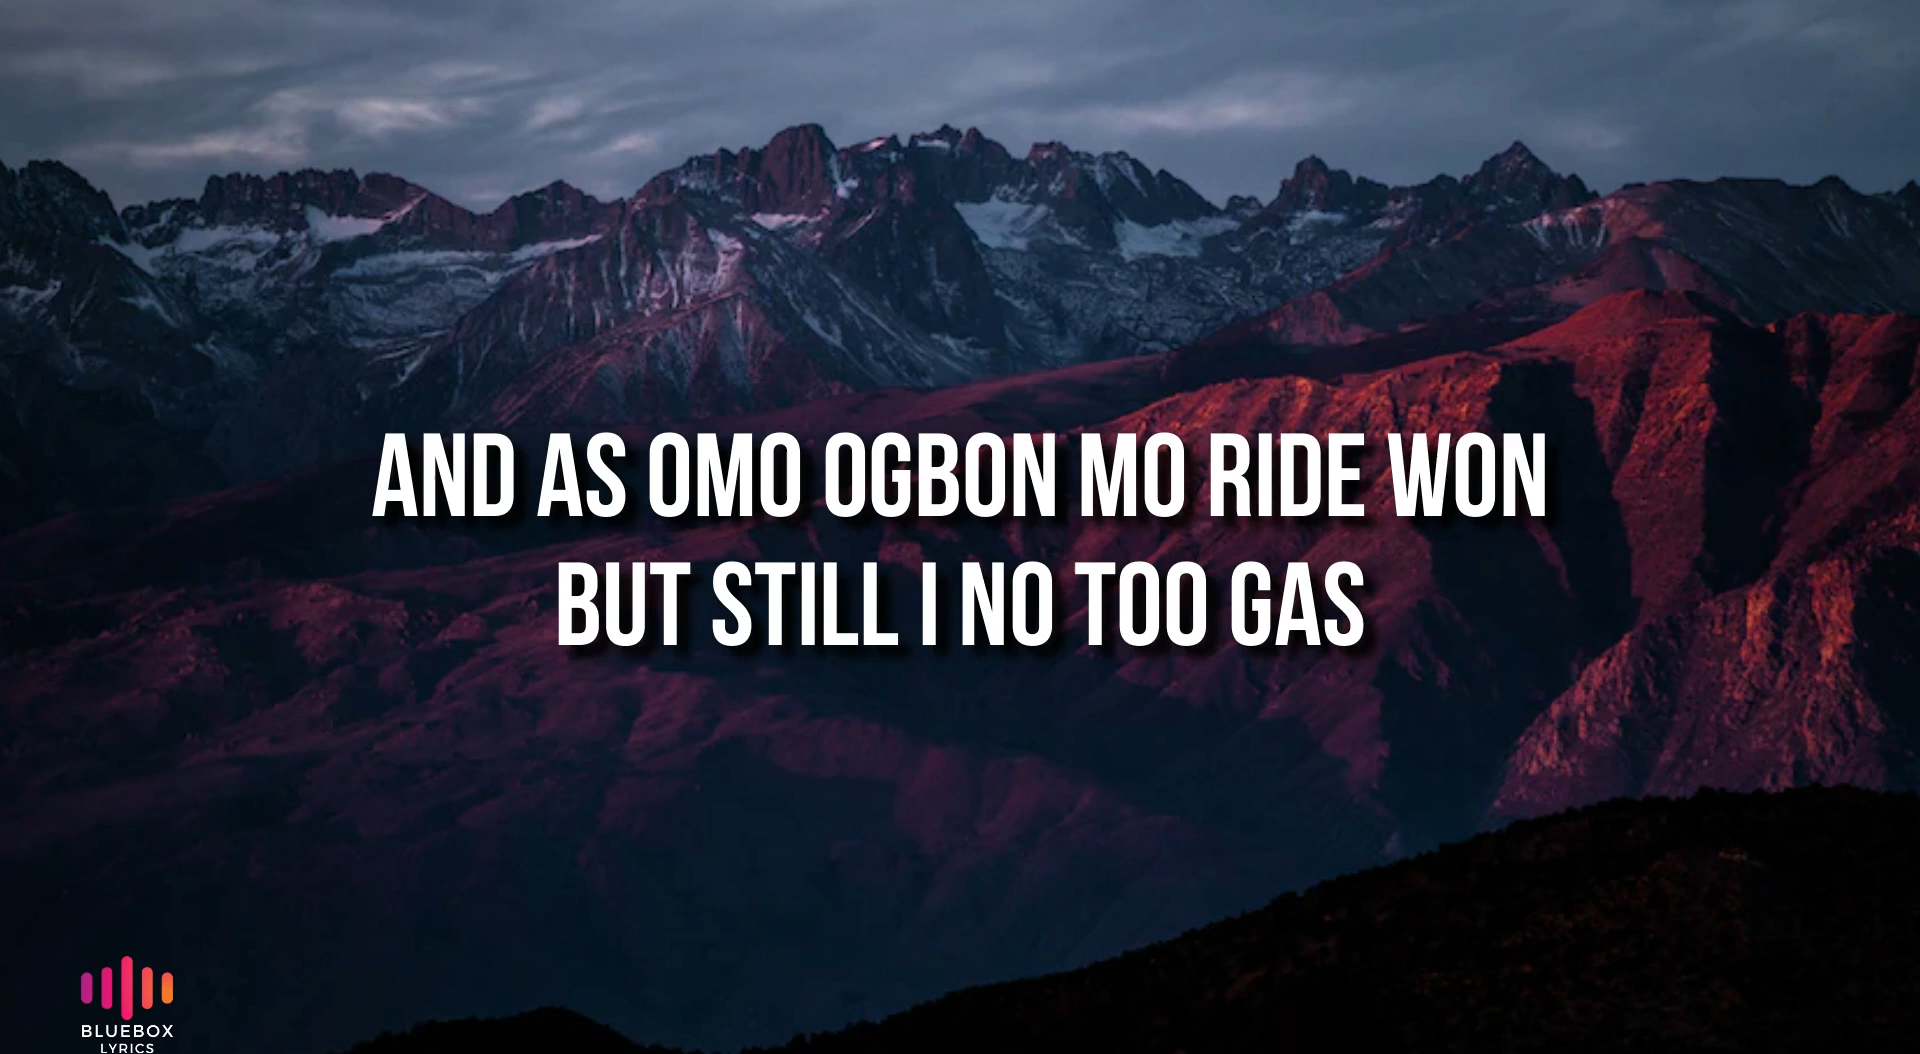 AND AS OMO OGBON MO RIDE WON
BUT STILL I NO TOO GAS
BLUEBOX
LYRICS